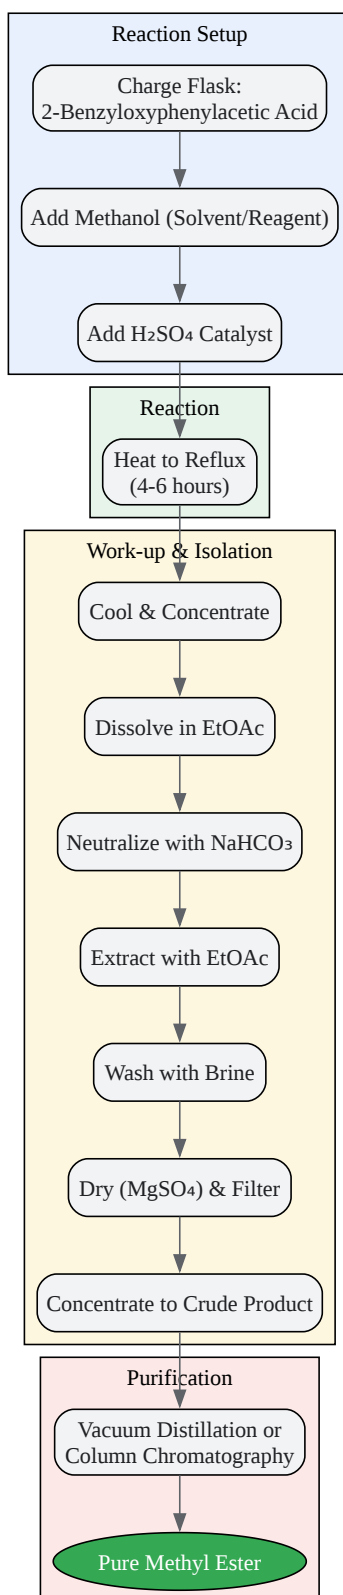 Reaction Setup
Charge Flask:
2-Benzyloxyphenylacetic Acid
Add Methanol (Solvent/Reagent)
Add H₂SO₄ Catalyst
Reaction
Heat to Reflux
(4-6 hours)
Work-up & Isolation
Cool & Concentrate
Dissolve in EtOAc
Neutralize with NaHCO₃
Extract with EtOAc
Wash with Brine
Dry (MgSO₄) & Filter
Concentrate to Crude Product
Purification
Vacuum Distillation or
Column Chromatography
Pure Methyl Ester